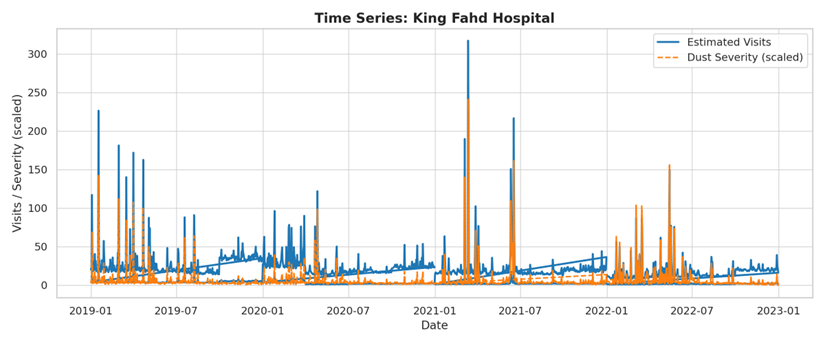 Time Series: King Fahd Hospital
Visits / Severity (scaled)
300
250
200
150
100
50
0
Estimated Visits
Dust Severity (scaled)
2019-01 2019-07 2020-01 2020-07 2021-01 2021-07 2022-01 2022-07 2023-01
Date